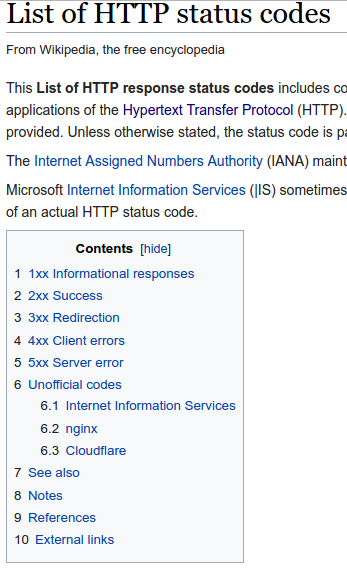 List of HTTP status codes
From Wikipedia, the free encyclopedia
This List of HTTP response status codes includes
applications of the Hypertext Transfer Protocol (HTTP).
provided. Unless otherwise stated, the status code is
The Internet Assigned Numbers Authority (IANA)
Microsoft Internet Information Services (|IS) sometimes
of an actual HTTP status code.
Contents [hide]
1 1xx Informational responses
2 2xx Success
3 3xx Redirection
4 4xx Client errors
5 5xx Server error
6 Unofficial codes
6.1 Internet Information Services
6.2 nginx
6.3 Cloudflare
7 See also
8 Notes
9 References
10 External links